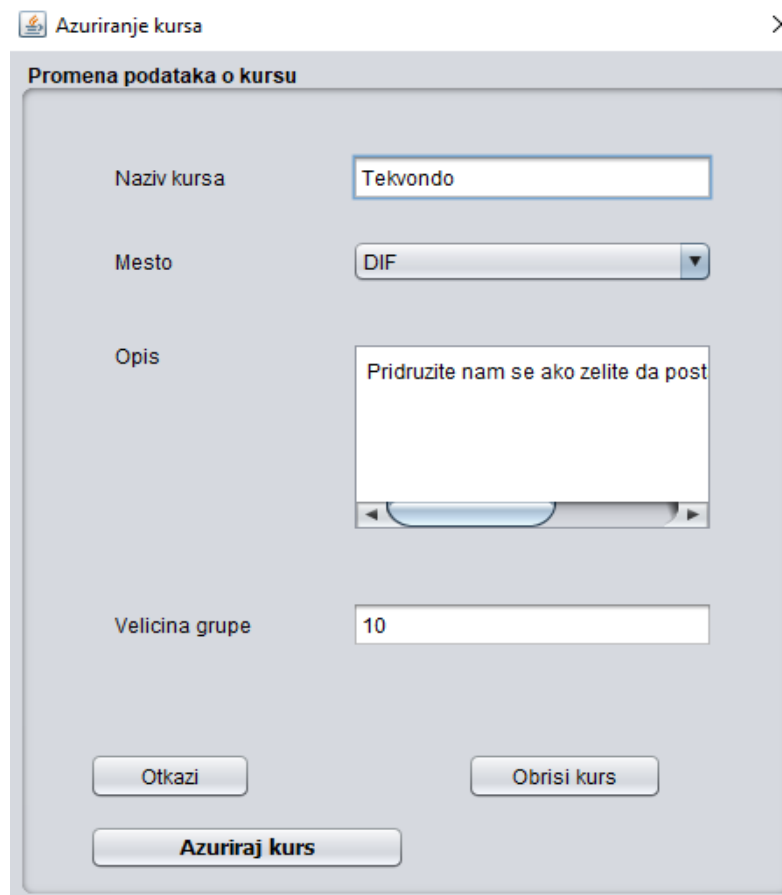 Azuriranje kursa
Promena podataka o kursu
Naziv kursa Tekvondo
Mesto DIF
Opis Pridruzite nam se ako zelite da post
Velicina grupe 10
Otkazi Obrisi kurs
Azuriraj kurs